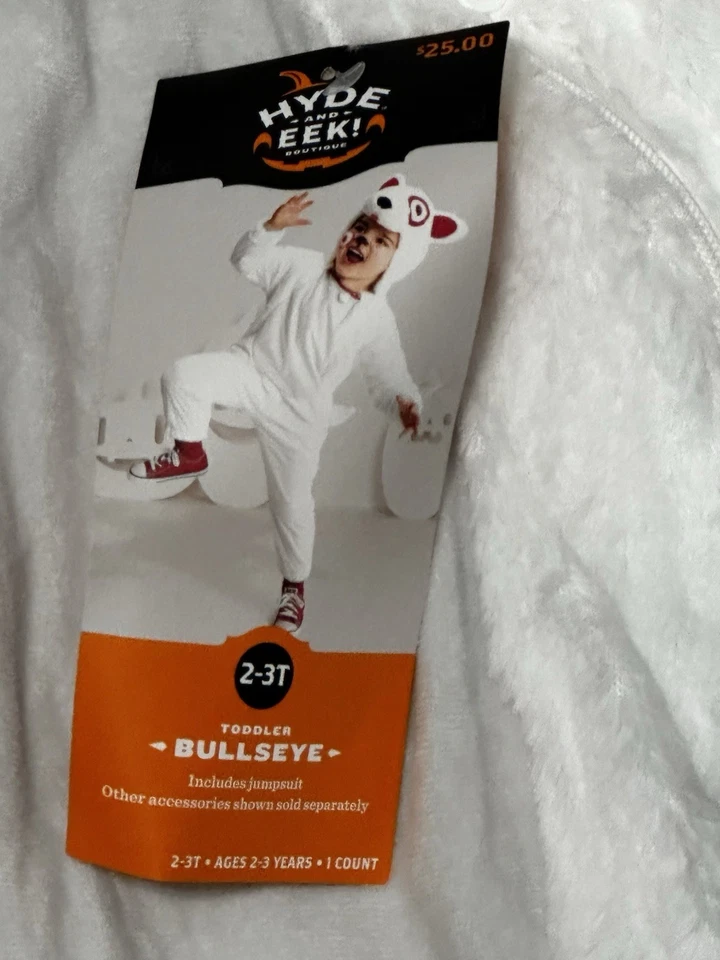 $25.00
HYDE
AND
EEK!
BOUTIQUE
2-3T
TODDLER
BULLSEYE
Includes jumpsuit
Other accessories shown sold separately
2-3T • AGES 2-3 YEARS • 1 COUNT